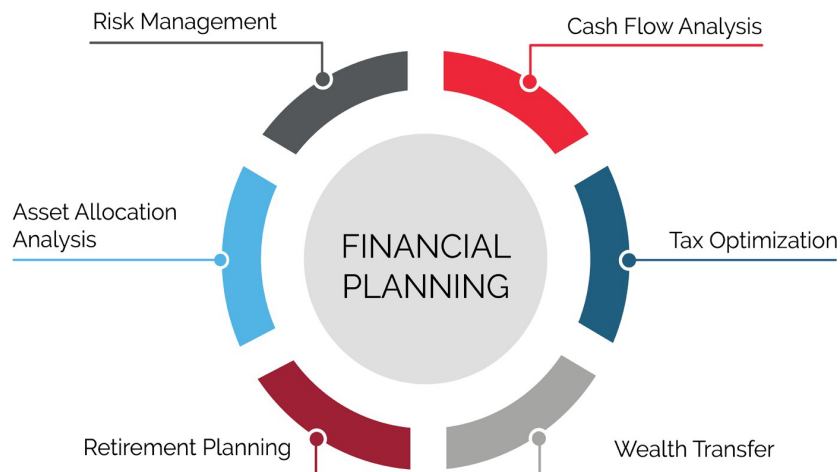 Risk Management
Cash Flow Analysis
Asset Allocation
Analysis
FINANCIAL
PLANNING
Tax Optimization
Retirement Planning
Wealth Transfer